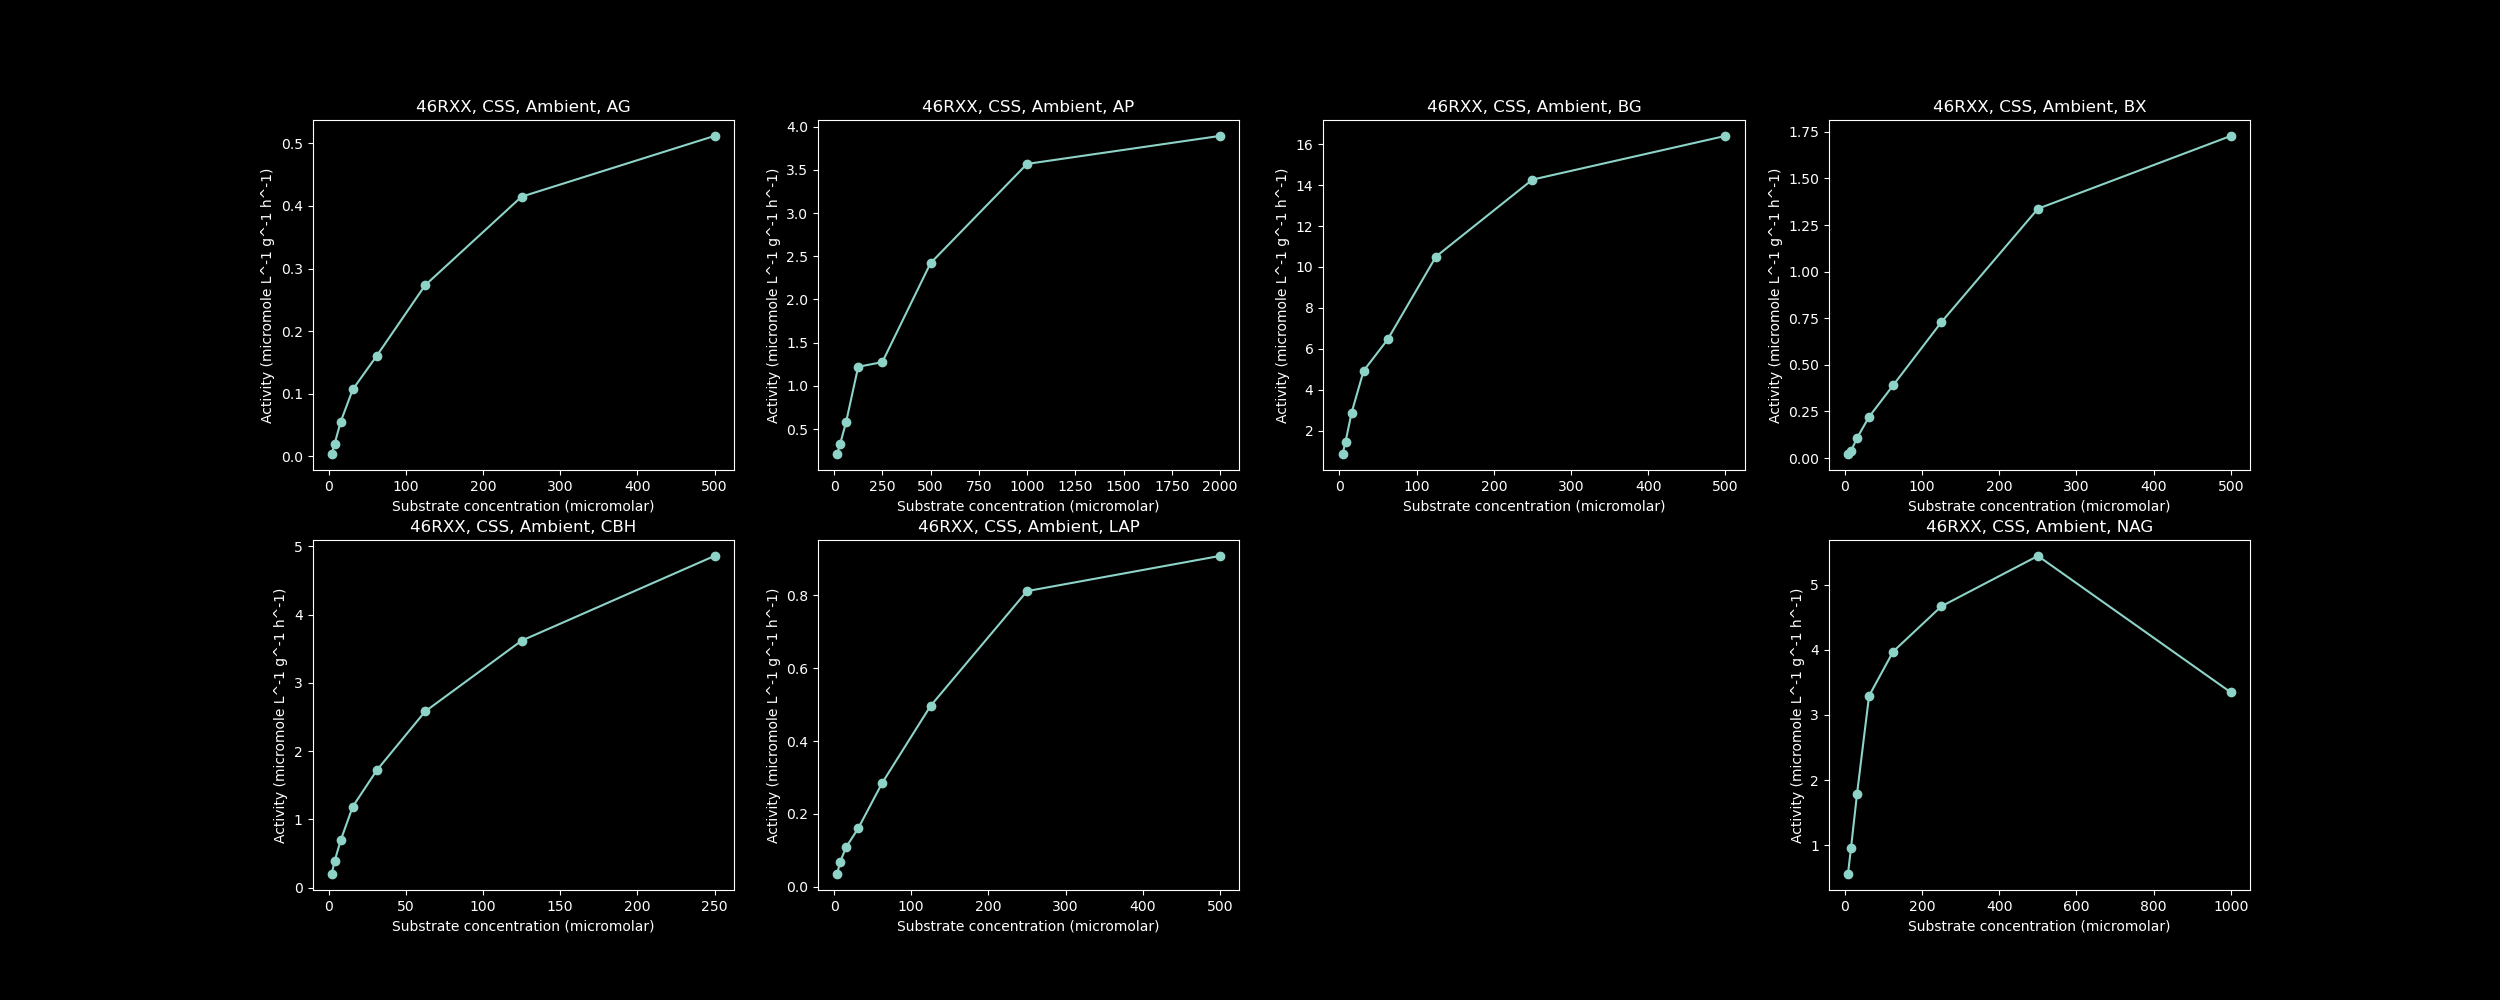 46RXX, CSS, Ambient, AG
Activity (micromole L^-1 g^-1 h^-1)
0.5
0.4
0.3
0.2
0.1
0.0
0 100 200 300 400 500
Substrate concentration (micromolar)
46RXX, CSS, Ambient, AP
Activity (micromole L^-1 g^-1 h^-1)
4.0
3.5
3.0
2.5
2.0
1.5
1.0
0.5
0 250 500 750 1000 1250 1500 1750 2000
Substrate concentration (micromolar)
46RXX, CSS, Ambient, BG
Activity (micromole L^-1 g^-1 h^-1)
16
14
12
10
8
6
4
2
0 100 200 300 400 500
Substrate concentration (micromolar)
46RXX, CSS, Ambient, BX
Activity (micromole L^-1 g^-1 h^-1)
1.75
1.50
1.25
1.00
0.75
0.50
0.25
0.00
0 100 200 300 400 500
Substrate concentration (micromolar)
46RXX, CSS, Ambient, CBH
Activity (micromole L^-1 g^-1 h^-1)
5
4
3
2
1
0
0 50 100 150 200 250
Substrate concentration (micromolar)
46RXX, CSS, Ambient, LAP
Activity (micromole L^-1 g^-1 h^-1)
0.8
0.6
0.4
0.2
0.0
0 100 200 300 400 500
Substrate concentration (micromolar)
46RXX, CSS, Ambient, NAG
Activity (micromole L^-1 g^-1 h^-1)
5
4
3
2
1
0 200 400 600 800 1000
Substrate concentration (micromolar)